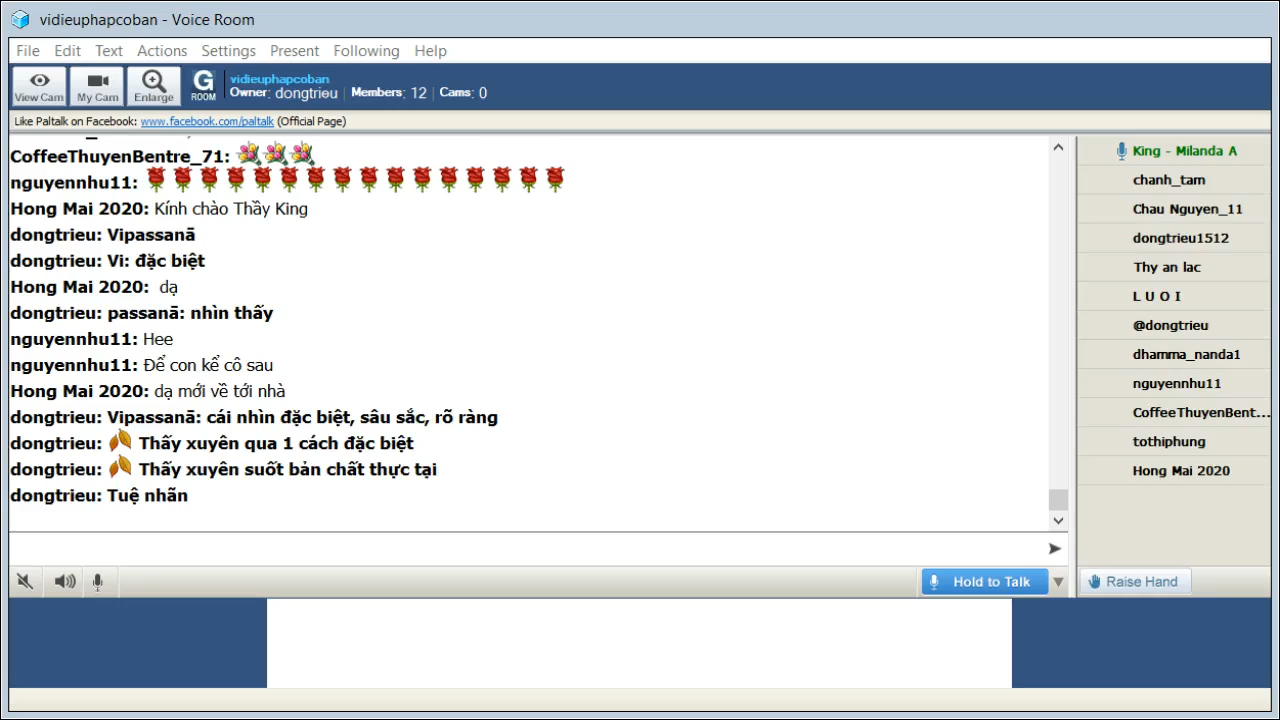 vidieuphapcoban - Voice Room
File Edit Text Actions Settings Present Following Help
View Cam My Cam Enlarge G ROOM
vidieuphapcoban
Owner: dongtrieu Members: 12 Cams: 0
Like Paltalk on Facebook: www.facebook.com/paltalk (Official Page)
CoffeeThuyenBentre_71:
nguyennhu11:
Hong Mai 2020: Kính chào Thầy King
dongtrieu: Vipassanā
dongtrieu: Vi: đặc biệt
Hong Mai 2020: dạ
dongtrieu: passanā: nhìn thấy
nguyennhu11: Hee
nguyennhu11: Để con kể cô sau
Hong Mai 2020: dạ mới về tới nhà
dongtrieu: Vipassanā: cái nhìn đặc biệt, sâu sắc, rõ ràng
dongtrieu: Thấy xuyên qua 1 cách đặc biệt
dongtrieu: Thấy xuyên suốt bản chất thực tại
dongtrieu: Tuệ nhãn
King - Milanda A
chanh_tam
Chau Nguyen_11
dongtrieu1512
Thy an lac
L U O I
@dongtrieu
dhamma_nanda1
nguyennhu11
CoffeeThuyenBent...
tothiphung
Hong Mai 2020
Hold to Talk
Raise Hand